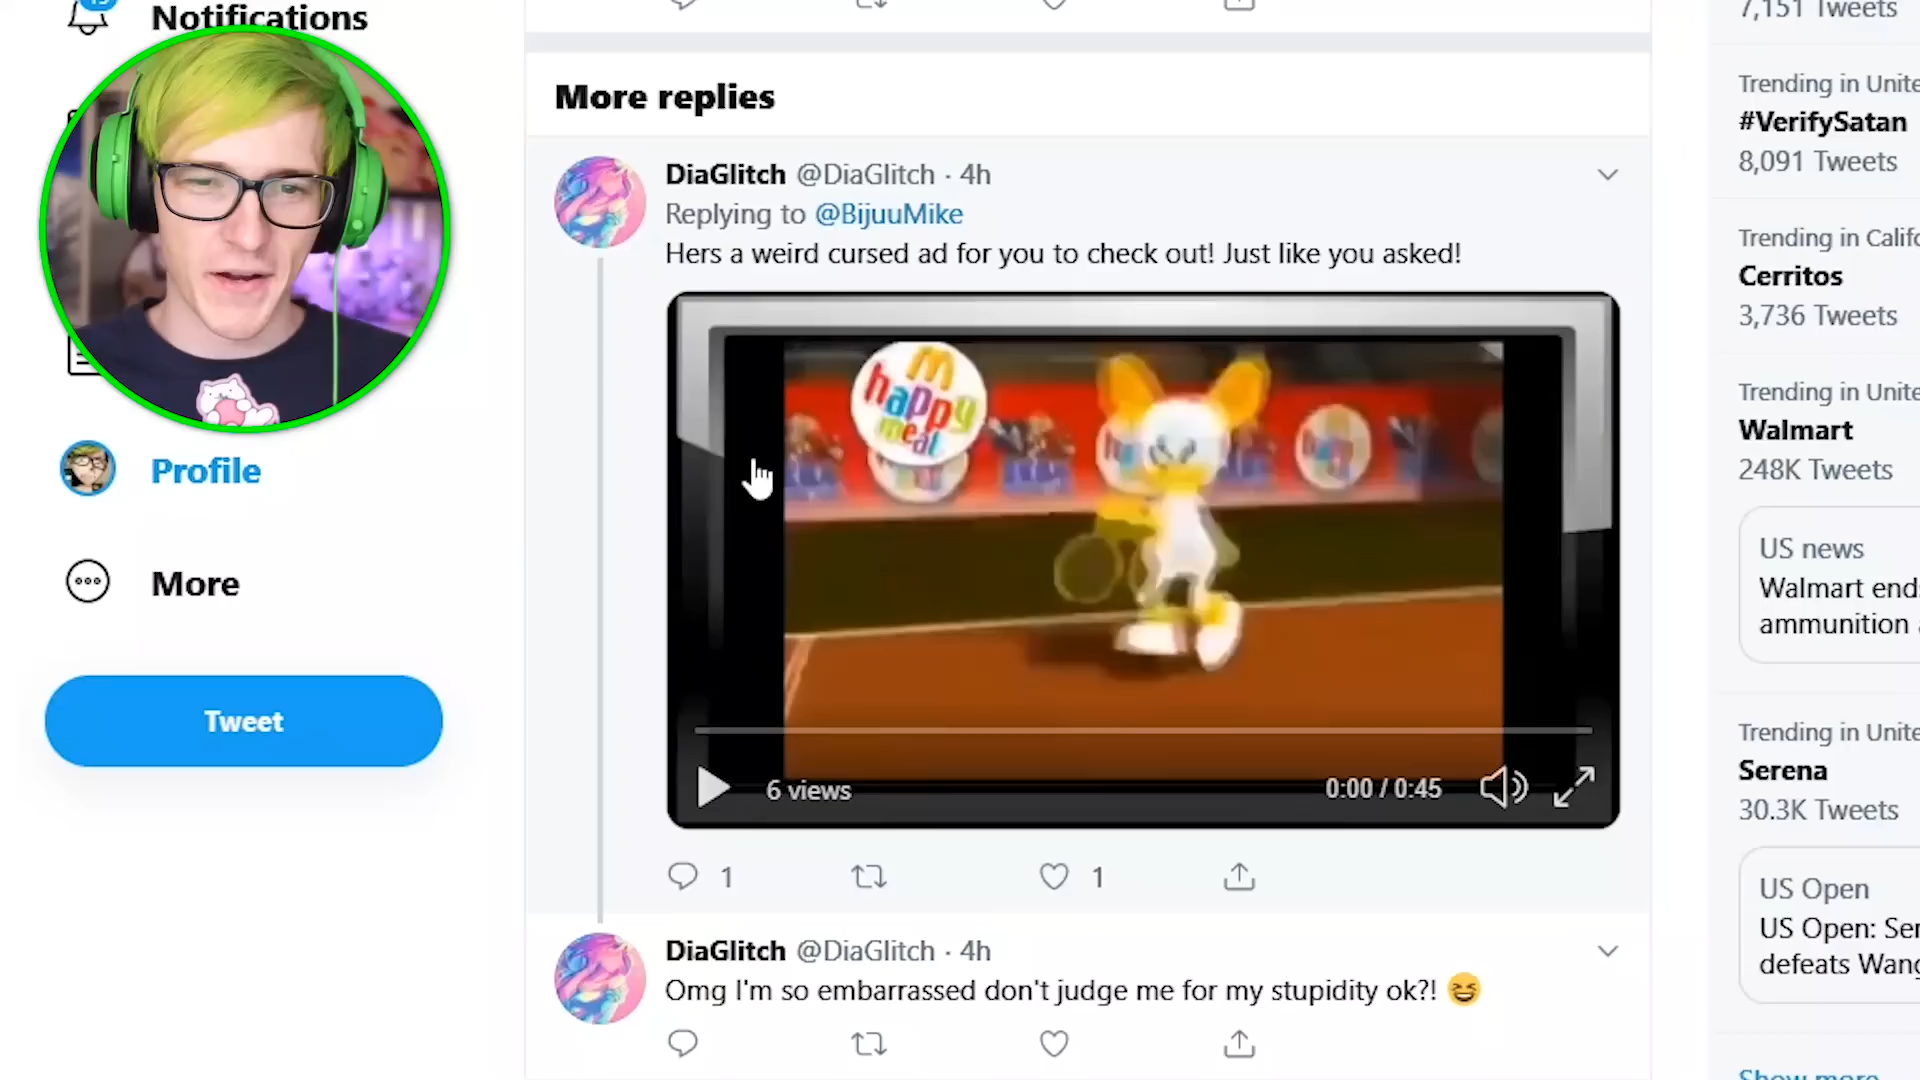 Notifications
Profile
More
Tweet
More replies
DiaGlitch @DiaGlitch · 4h
Replying to @BijuuMike
Hers a weird cursed ad for you to check out! Just like you asked!
happy
meal
6 views
0:00 / 0:45
1
1
DiaGlitch @DiaGlitch · 4h
Omg I'm so embarrassed don't judge me for my stupidity ok?! 😆
7,151 Tweets
Trending in Unite
#VerifySatan
8,091 Tweets
Trending in Califo
Cerritos
3,736 Tweets
Trending in Unite
Walmart
248K Tweets
US news
Walmart ends
ammunition
Trending in Unite
Serena
30.3K Tweets
US Open
US Open: Ser
defeats Wang
Show more